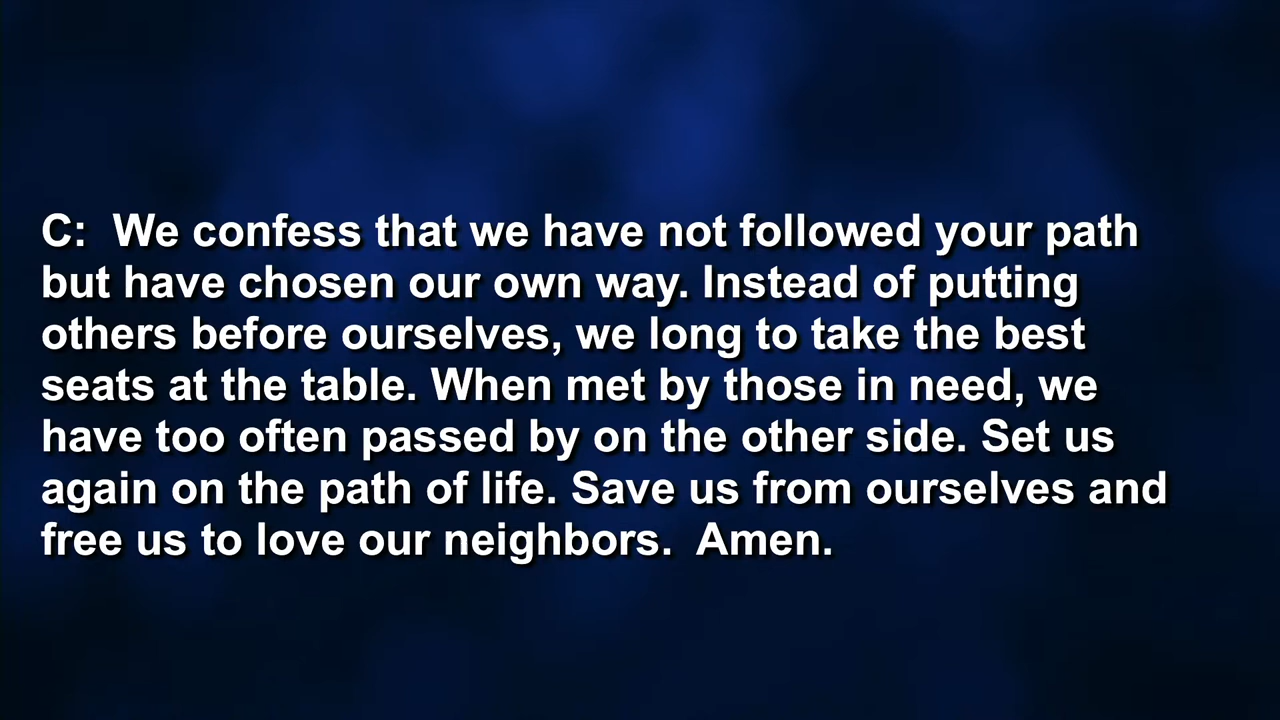 C:  We confess that we have not followed your path
but have chosen our own way. Instead of putting
others before ourselves, we long to take the best
seats at the table. When met by those in need, we
have too often passed by on the other side. Set us
again on the path of life. Save us from ourselves and
free us to love our neighbors.  Amen.